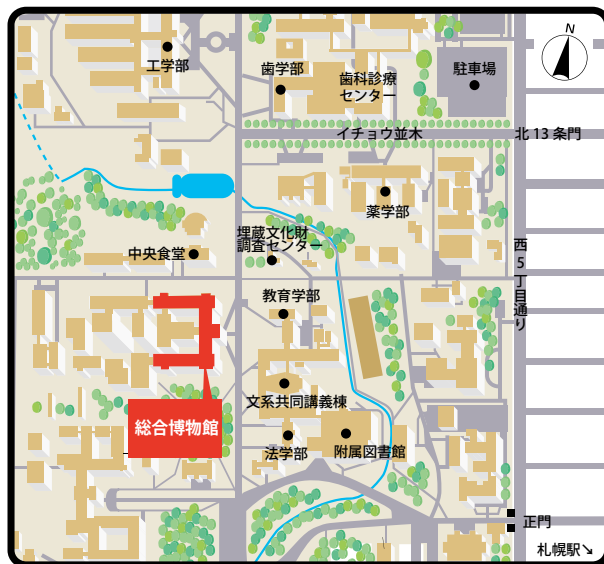 N
工学部
歯学部
歯科診療
センター
駐車場
イチョウ並木
北13条門
薬学部
埋蔵文化財
調査センター
中央食堂
西5丁目通り
教育学部
文系共同講義棟
総合博物館
法学部
附属図書館
正門
札幌駅↘